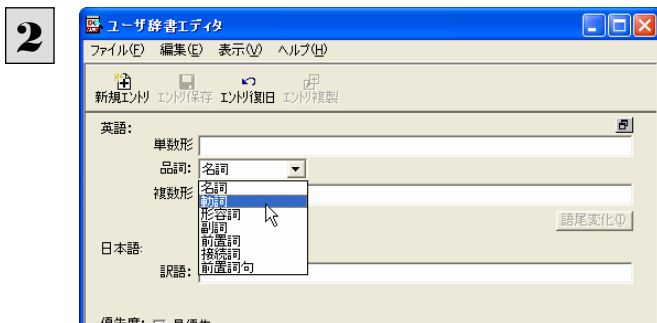 2
ユーザ辞書エディタ
ファイル(F) 編集(E) 表示(V) ヘルプ(H)
新規エントリ エントリ保存 エントリ復旧 エントリ複製
英語:
単数形
品詞: 名詞
複数形
名詞
動詞
形容詞
副詞
前置詞
接続詞
前置詞句
語尾変化(I)
日本語:
訳語:
優先度: 最優先